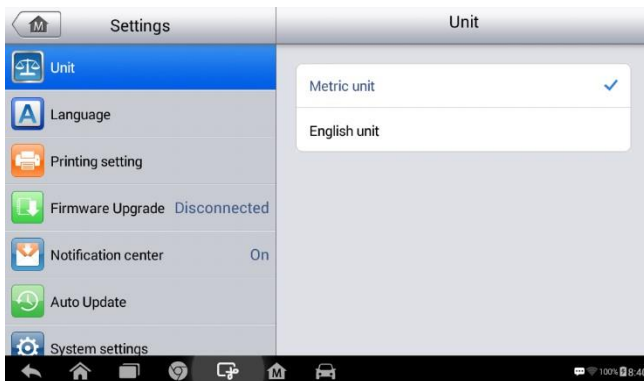 Settings
Unit
Unit
Language
Printing setting
Firmware Upgrade Disconnected
Notification center On
Auto Update
System settings
Metric unit
English unit
100%